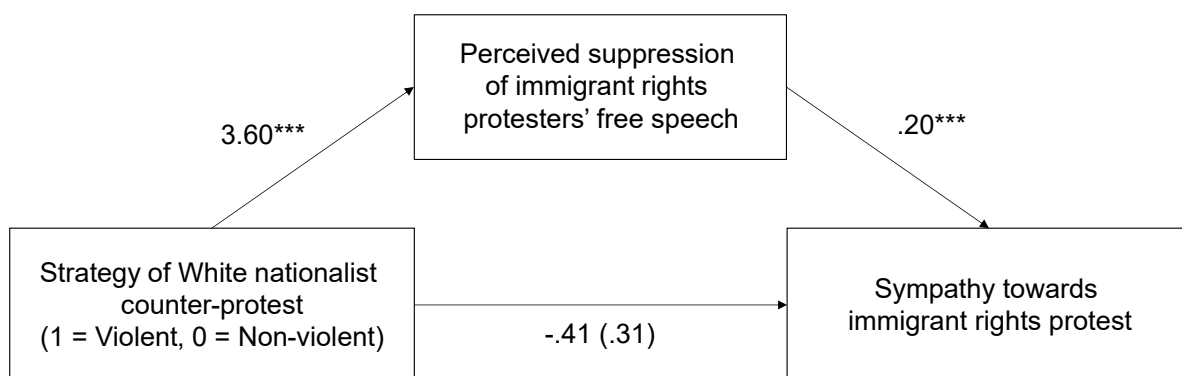 Perceived suppression
of immigrant rights
protesters’ free speech
3.60***
.20***
Strategy of White nationalist
counter-protest
(1 = Violent, 0 = Non-violent)
-.41 (.31)
Sympathy towards
immigrant rights protest